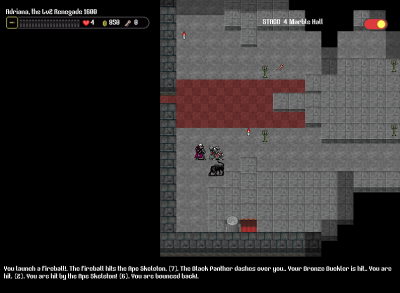 Adriana, the Lv2 Renegade 1600
4 850 0
STAGE 4 Marble Hall
You launch a fireball!. The fireball hits the Ape Skeleton. (7). The Black Panther dashes over you.. Your Bronze Buckler is hit.. You are
hit. (2). You are hit by the Ape Skeleton! (6). You are bounced back!.